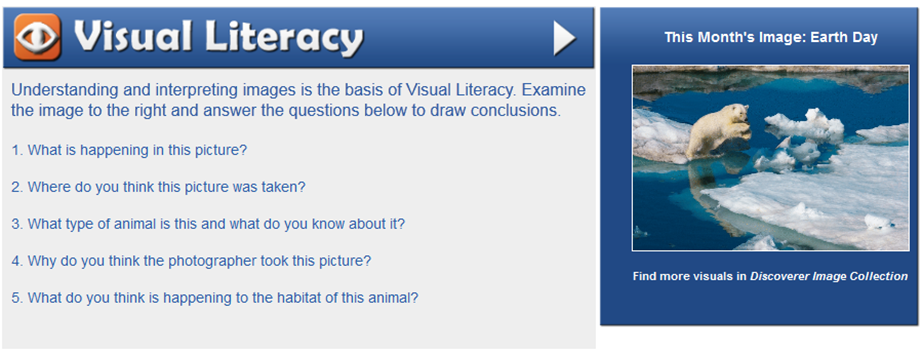 Visual Literacy
Understanding and interpreting images is the basis of Visual Literacy. Examine
the image to the right and answer the questions below to draw conclusions.
1. What is happening in this picture?
2. Where do you think this picture was taken?
3. What type of animal is this and what do you know about it?
4. Why do you think the photographer took this picture?
5. What do you think is happening to the habitat of this animal?
This Month's Image: Earth Day
Find more visuals in Discoverer Image Collection